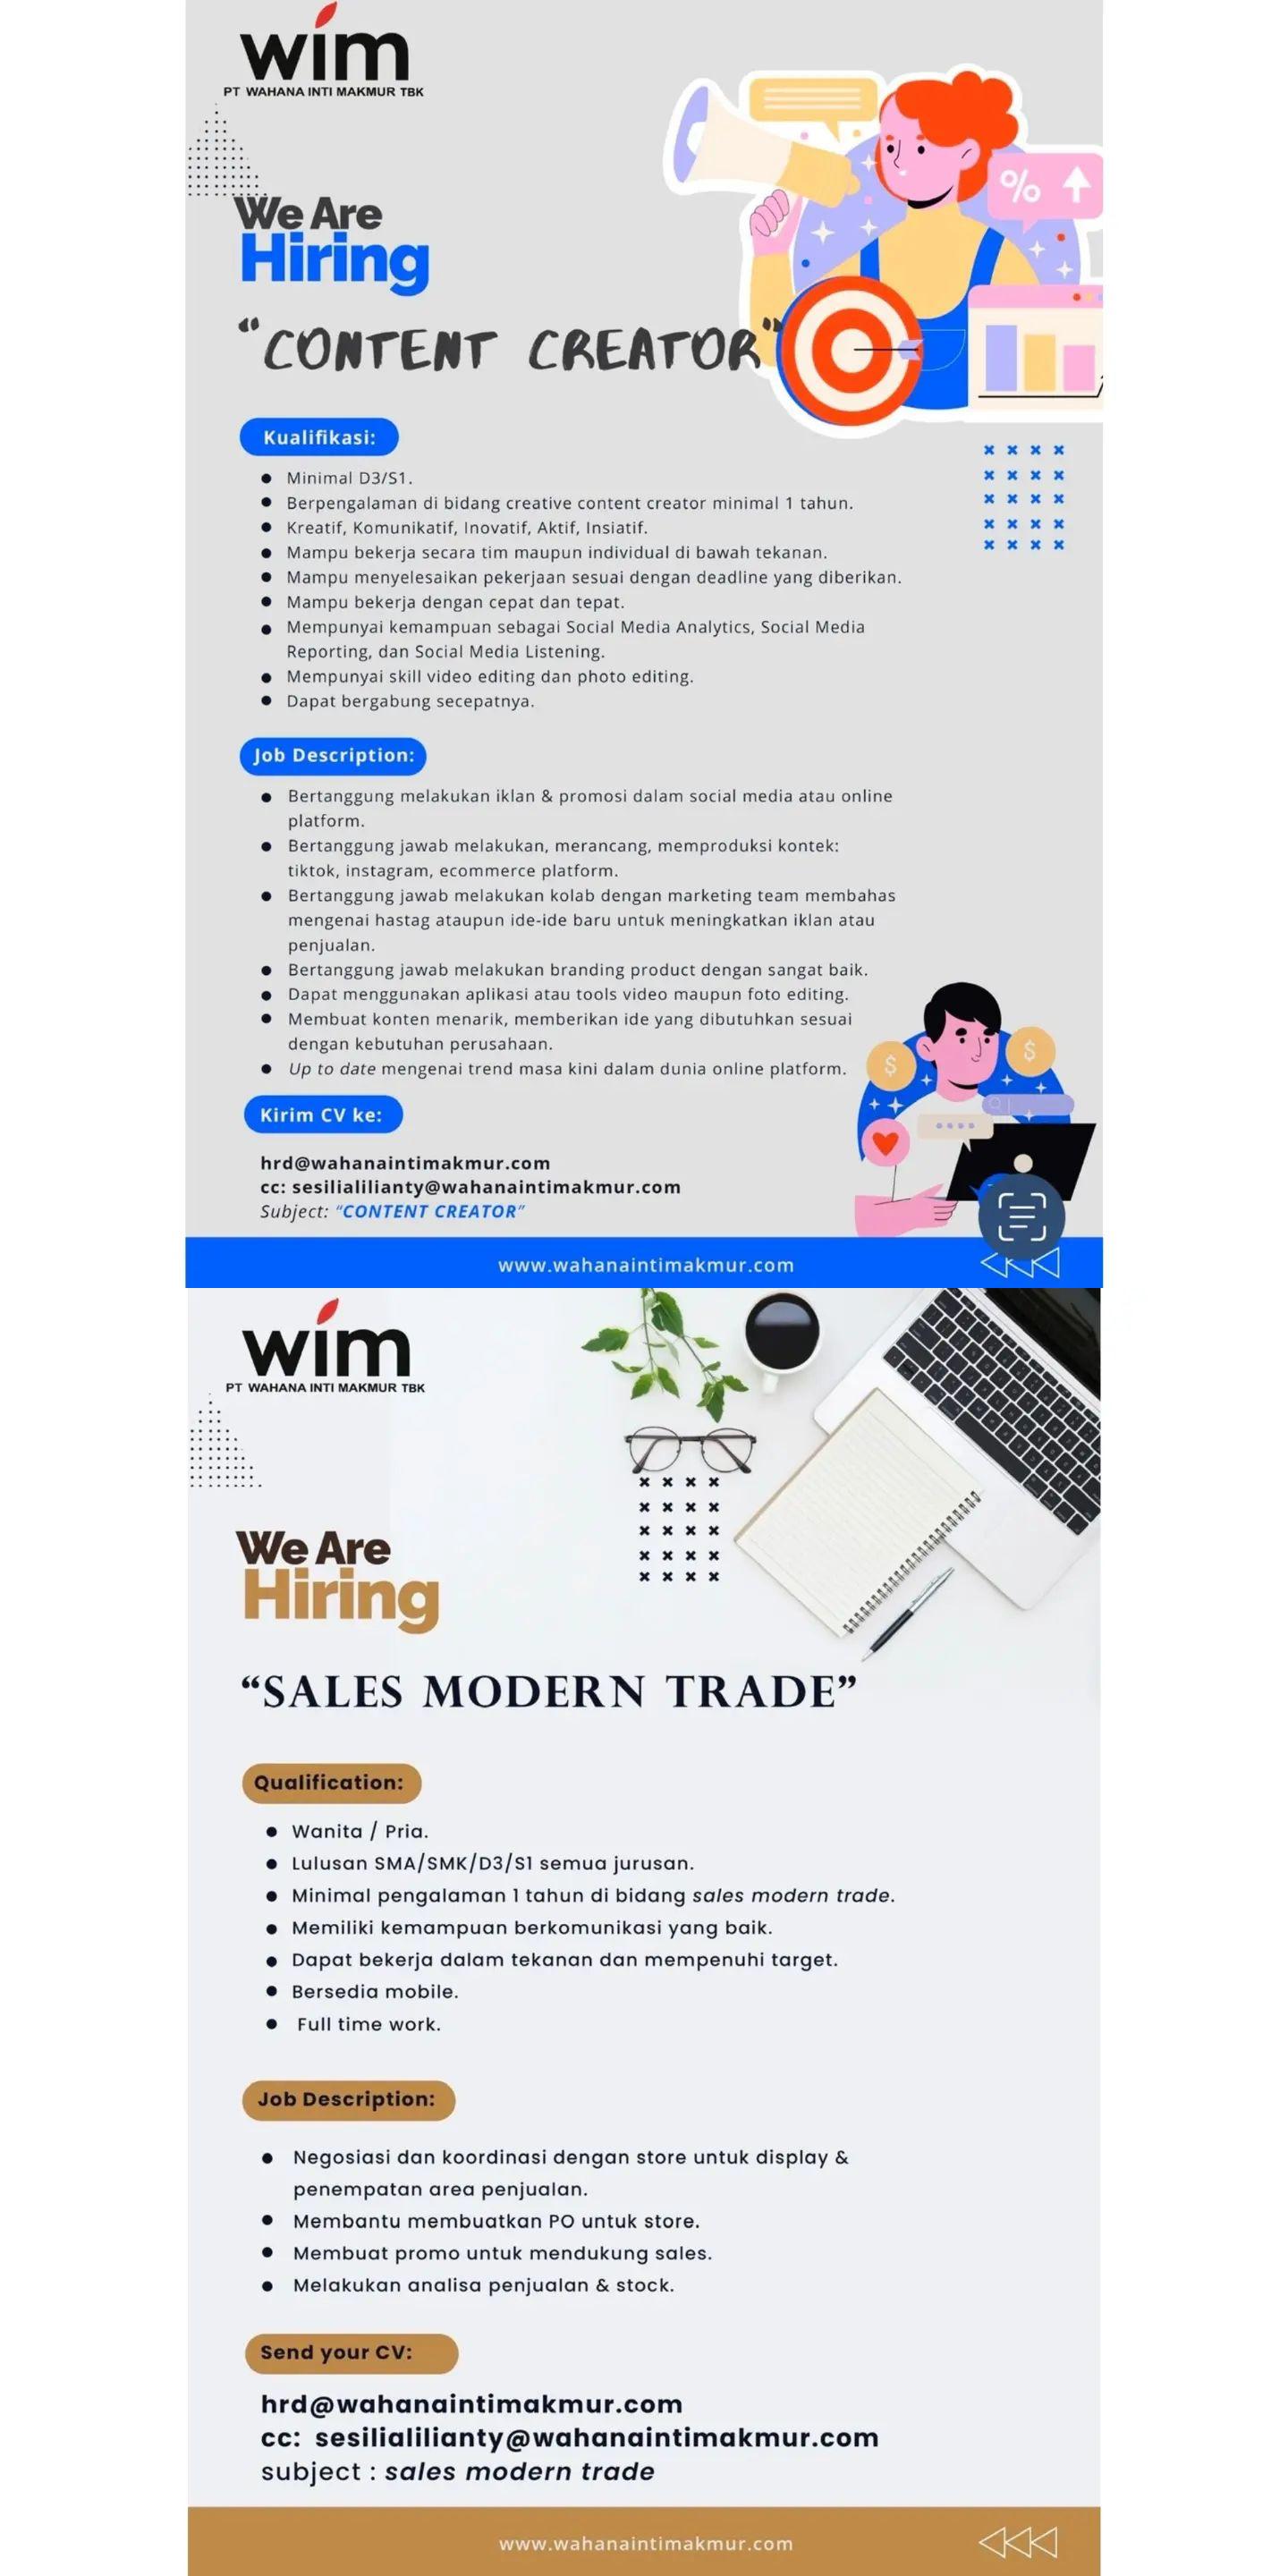 wim
PT WAHANA INTI MAKMUR TBK
We Are
Hiring
“CONTENT CREATOR”
%
Kualifikasi:
● Minimal D3/S1.
● Berpengalaman di bidang creative content creator minimal 1 tahun.
● Kreatif, Komunikatif, Inovatif, Aktif, Insiatif.
● Mampu bekerja secara tim maupun individual di bawah tekanan.
● Mampu menyelesaikan pekerjaan sesuai dengan deadline yang diberikan.
● Mampu bekerja dengan cepat dan tepat.
● Mempunyai kemampuan sebagai Social Media Analytics, Social Media
Reporting, dan Social Media Listening.
● Mempunyai skill video editing dan photo editing.
● Dapat bergabung secepatnya.
Job Description:
● Bertanggung melakukan iklan & promosi dalam social media atau online
platform.
● Bertanggung jawab melakukan, merancang, memproduksi kontek:
tiktok, instagram, ecommerce platform.
● Bertanggung jawab melakukan kolab dengan marketing team membahas
mengenai hastag ataupun ide-ide baru untuk meningkatkan iklan atau
penjualan.
● Bertanggung jawab melakukan branding product dengan sangat baik.
● Dapat menggunakan aplikasi atau tools video maupun foto editing.
● Membuat konten menarik, memberikan ide yang dibutuhkan sesuai
dengan kebutuhan perusahaan.
● Up to date mengenai trend masa kini dalam dunia online platform.
$ $
Kirim CV ke:
hrd@wahanaintimakmur.com
cc: sesilialilianty@wahanaintimakmur.com
Subject: “CONTENT CREATOR”
www.wahanaintimakmur.com
wim
PT WAHANA INTI MAKMUR TBK
We Are
Hiring
“SALES MODERN TRADE”
Qualification:
● Wanita / Pria.
● Lulusan SMA/SMK/D3/S1 semua jurusan.
● Minimal pengalaman 1 tahun di bidang sales modern trade.
● Memiliki kemampuan berkomunikasi yang baik.
● Dapat bekerja dalam tekanan dan mempenuhi target.
● Bersedia mobile.
● Full time work.
Job Description:
● Negosiasi dan koordinasi dengan store untuk display &
penempatan area penjualan.
● Membantu membuatkan PO untuk store.
● Membuat promo untuk mendukung sales.
● Melakukan analisa penjualan & stock.
Send your CV:
hrd@wahanaintimakmur.com
cc: sesilialilianty@wahanaintimakmur.com
subject : sales modern trade
www.wahanaintimakmur.com